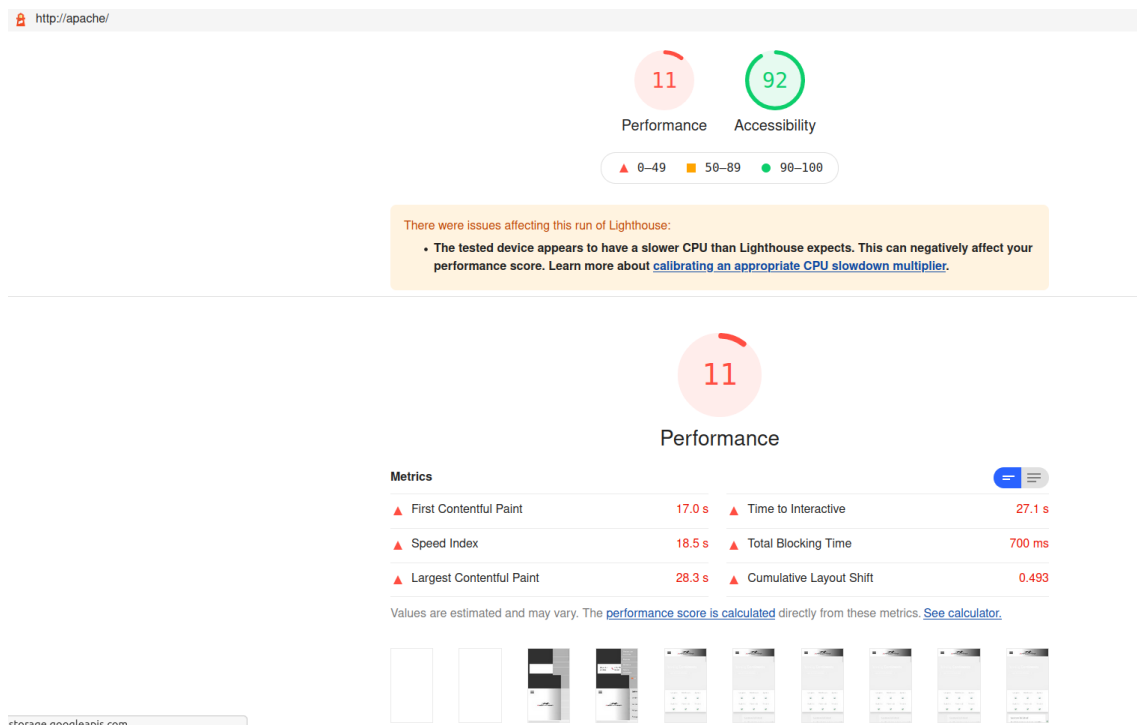 http://apache/
11
92
Performance
Accessibility
0–49
50–89
90–100
There were issues affecting this run of Lighthouse:
• The tested device appears to have a slower CPU than Lighthouse expects. This can negatively affect your
performance score. Learn more about calibrating an appropriate CPU slowdown multiplier.
11
Performance
Metrics
First Contentful Paint 17.0 s
Time to Interactive 27.1 s
Speed Index 18.5 s
Total Blocking Time 700 ms
Largest Contentful Paint 28.3 s
Cumulative Layout Shift 0.493
Values are estimated and may vary. The performance score is calculated directly from these metrics. See calculator.
storage.googleapis.com